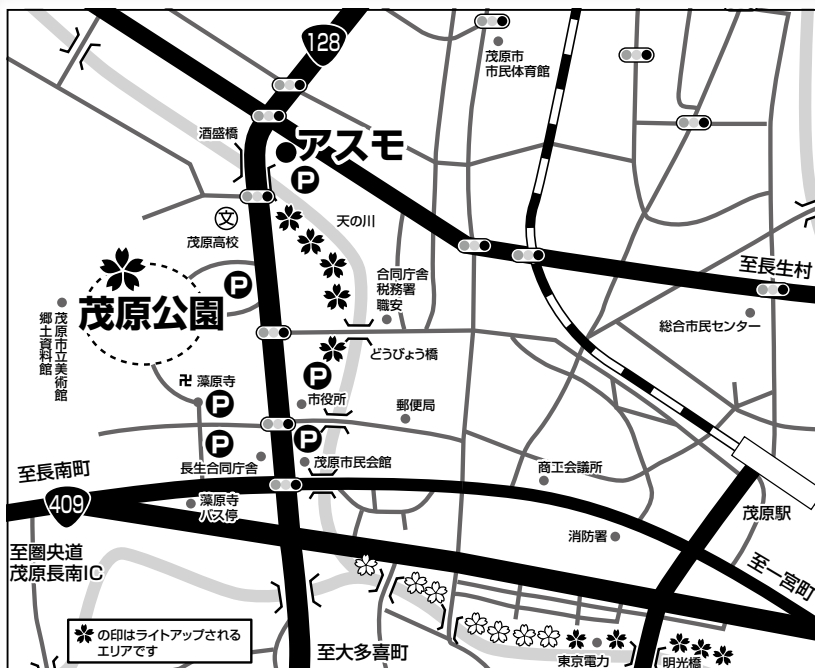 128
茂原市
市民体育館
酒盛橋
アスモ
P
文
茂原高校
天の川
合同庁舎
税務署
職安
至長生村
茂原公園
P
茂原市立美術館
郷土資料館
総合市民センター
どうびょう橋
卍 藻原寺
P
P
市役所
郵便局
P
P
長生合同庁舎
茂原市民会館
商工会議所
至長南町
409
藻原寺
バス停
茂原駅
消防署
至圏央道
茂原長南IC
至一宮町
の印はライトアップされる
エリアです
至大多喜町
東京電力
明光橋